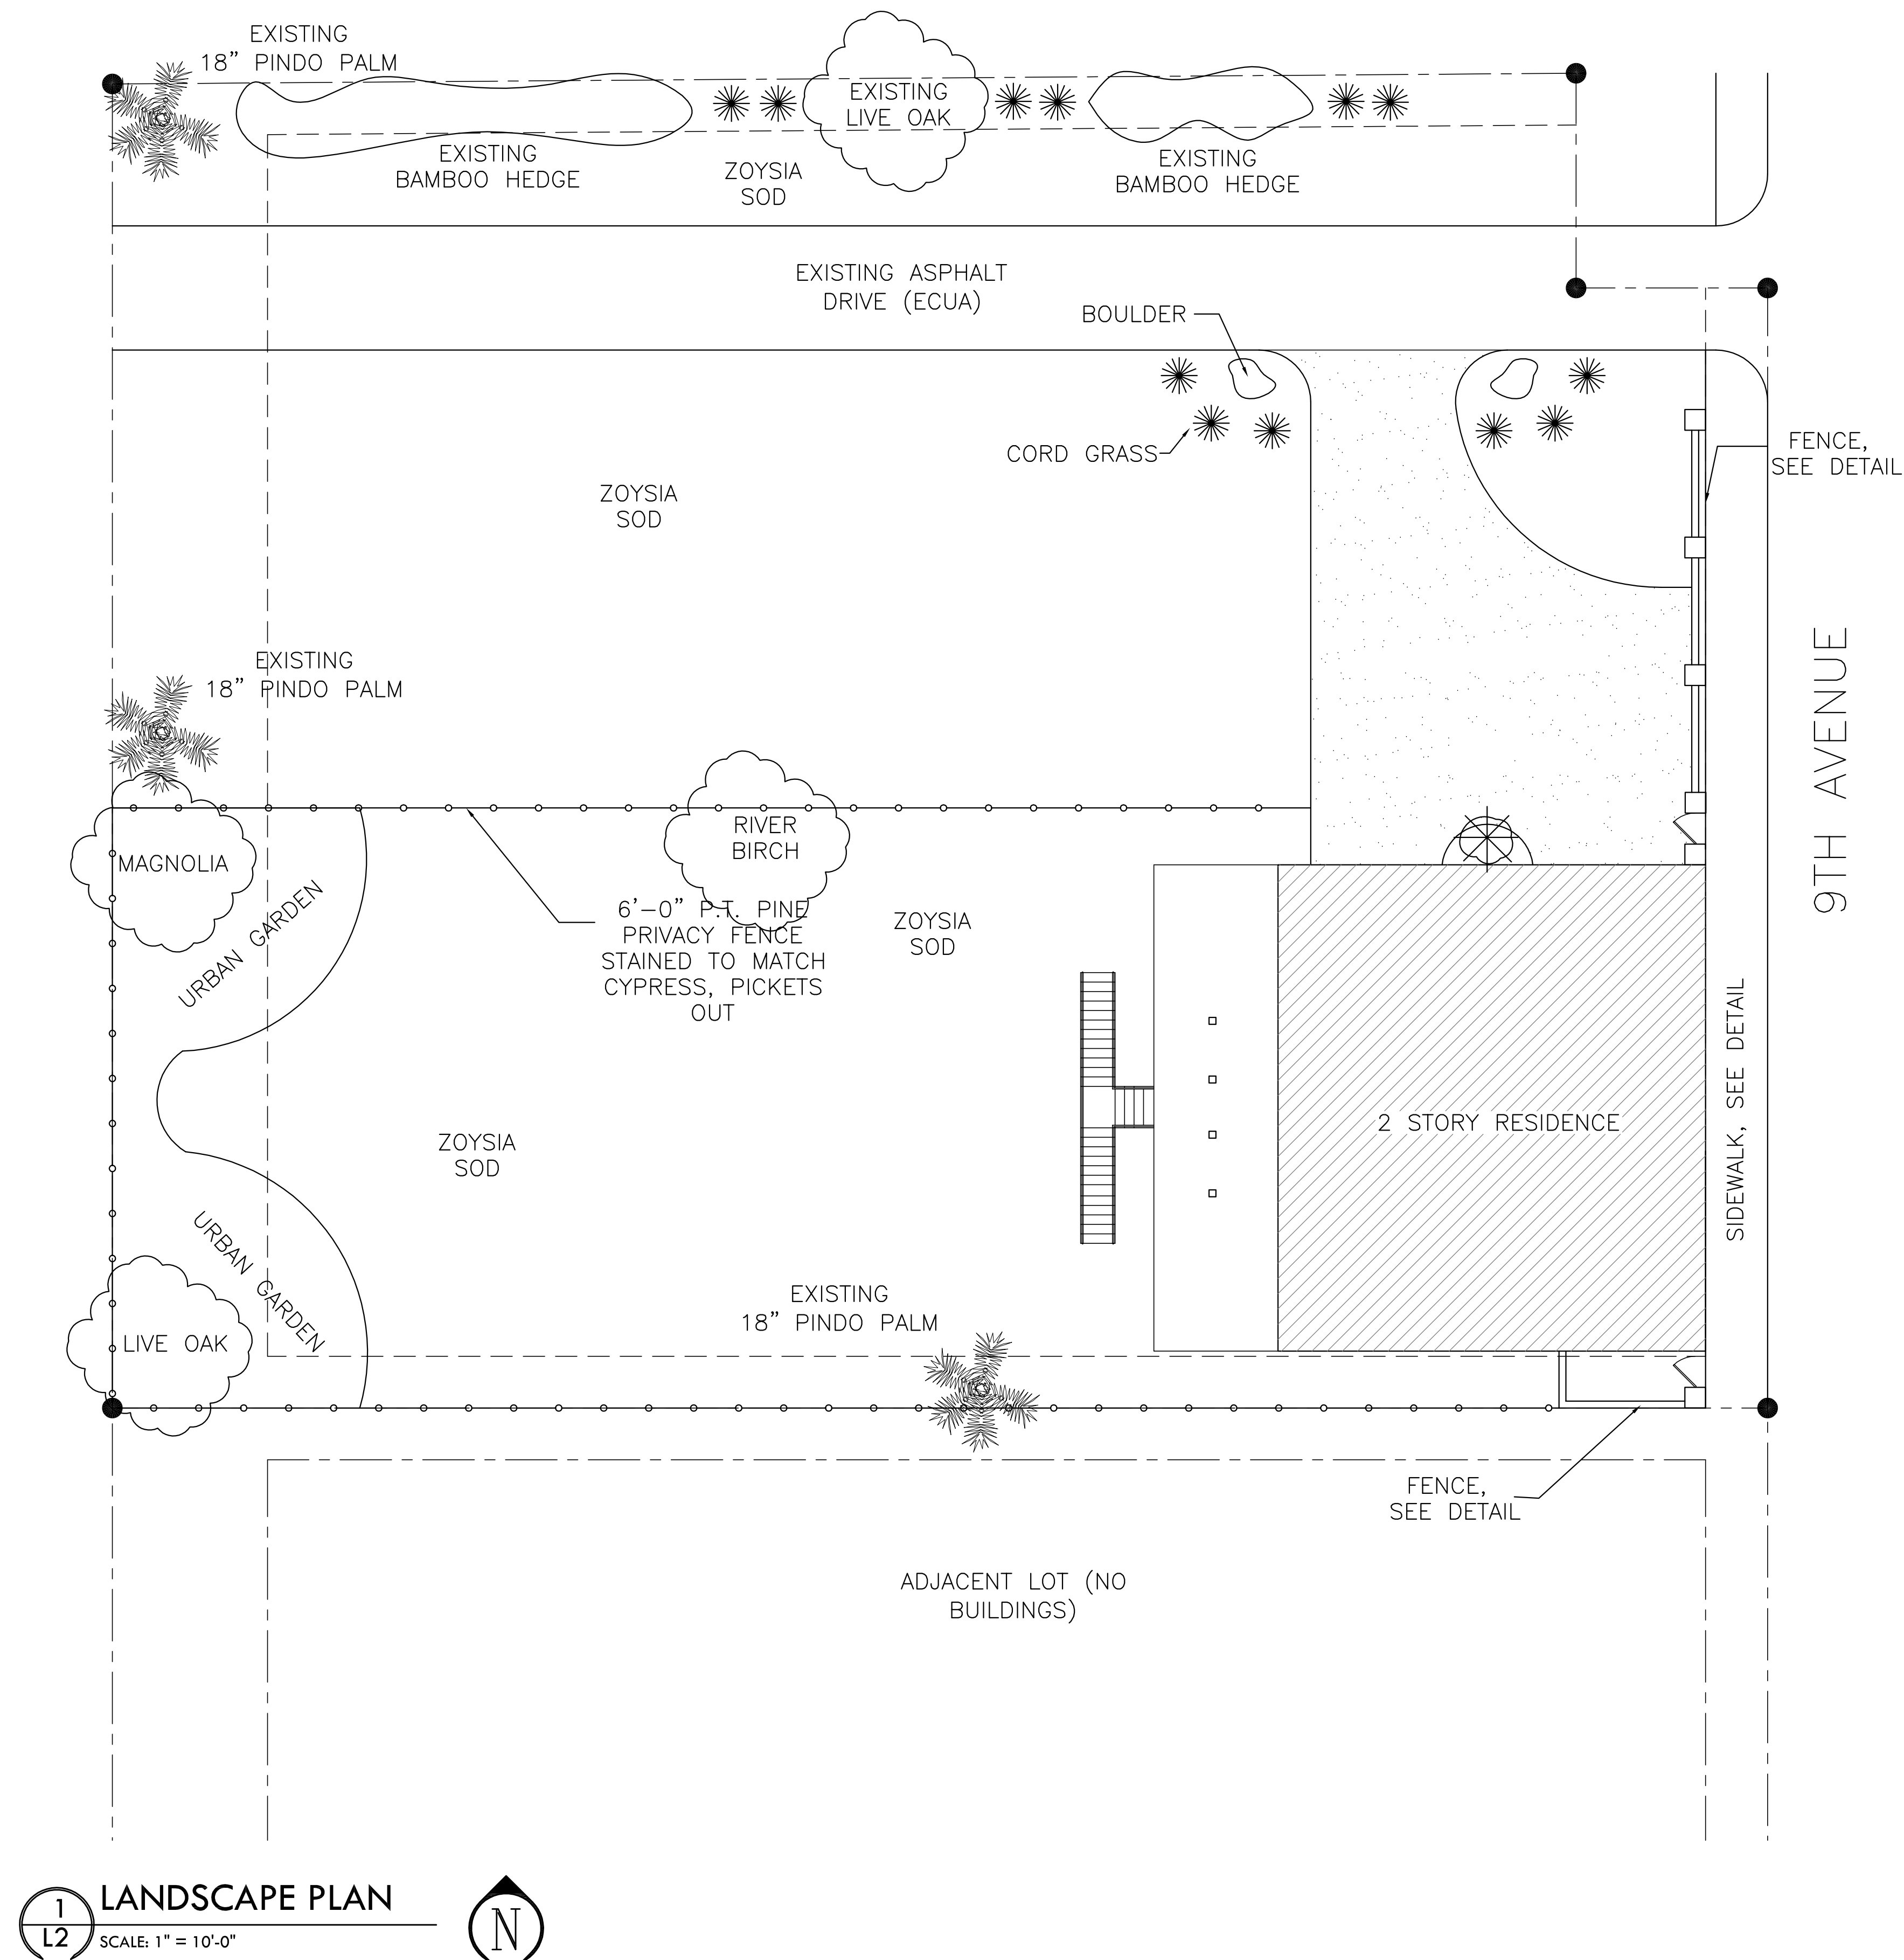 EXISTING
18” PINDO PALM
EXISTING
LIVE OAK
EXISTING
BAMBOO HEDGE
ZOYSIA
SOD
EXISTING
BAMBOO HEDGE
EXISTING ASPHALT
DRIVE (ECUA)
BOULDER
CORD GRASS
FENCE,
SEE DETAIL
ZOYSIA
SOD
EXISTING
18” PINDO PALM
9TH AVENUE
MAGNOLIA
RIVER
BIRCH
URBAN GARDEN
6’-0” P.T. PINE
PRIVACY FENCE
STAINED TO MATCH
CYPRESS, PICKETS
OUT
ZOYSIA
SOD
2 STORY RESIDENCE
SIDEWALK, SEE DETAIL
ZOYSIA
SOD
URBAN GARDEN
LIVE OAK
EXISTING
18” PINDO PALM
FENCE,
SEE DETAIL
ADJACENT LOT (NO
BUILDINGS)
1
L2
LANDSCAPE PLAN
SCALE: 1" = 10'-0"
N